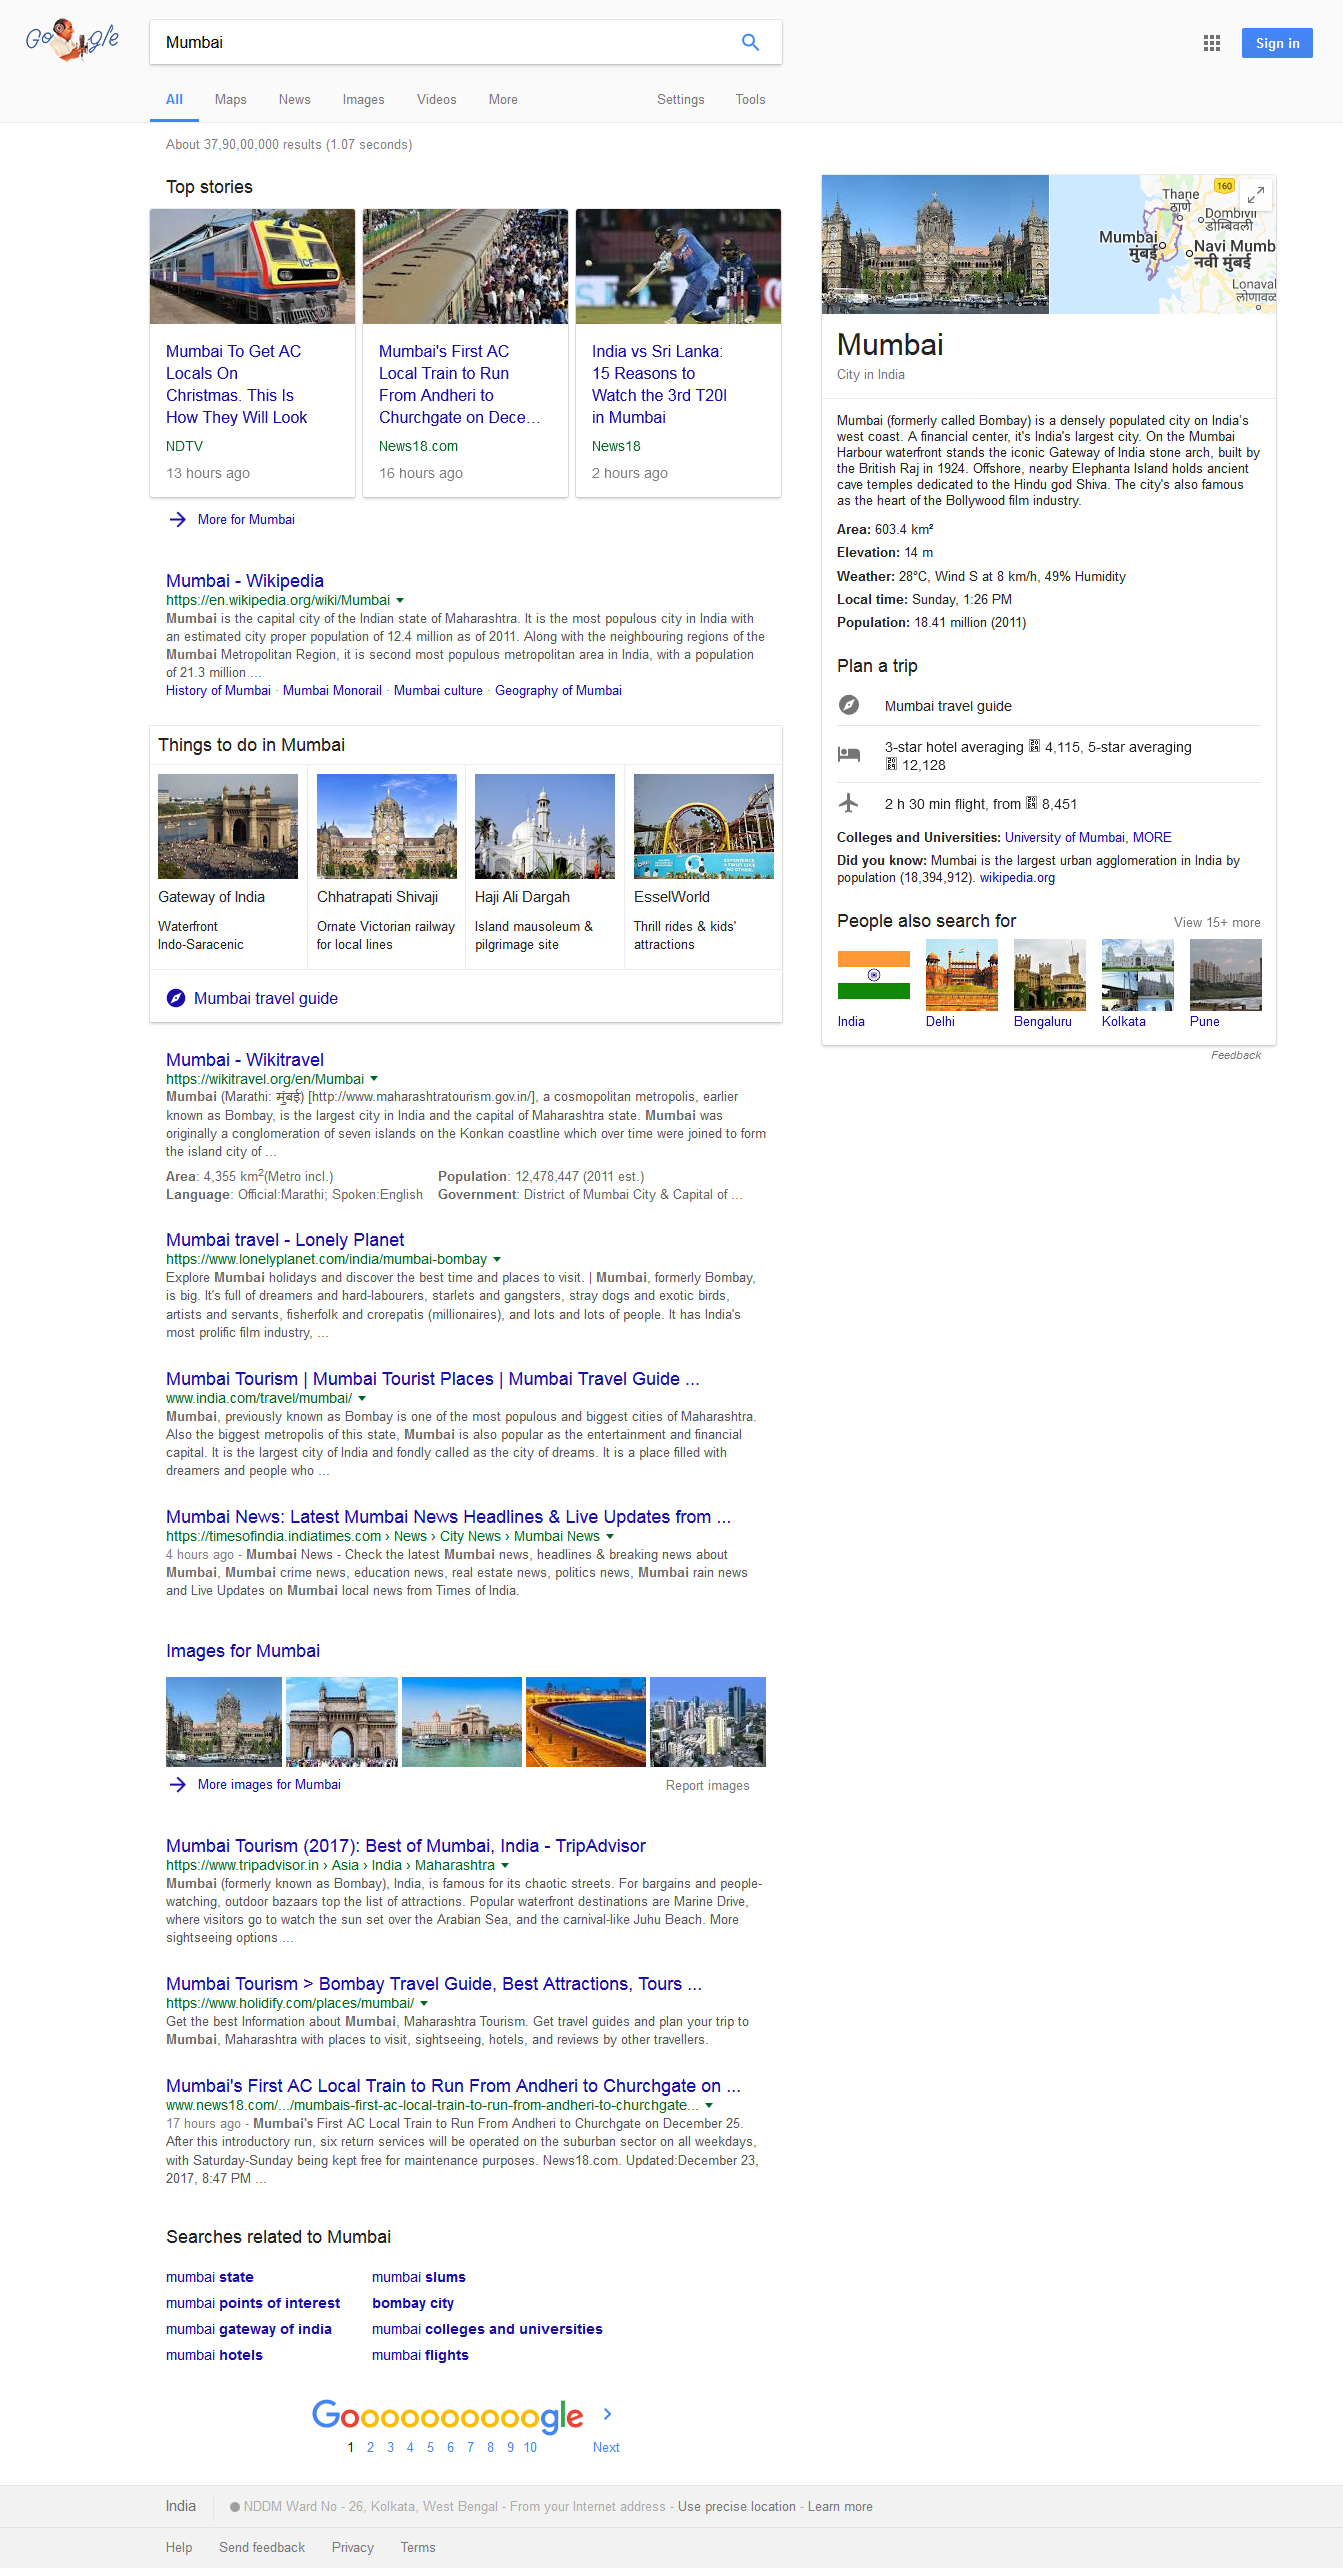 Go gle
Mumbai
Sign in
All Maps News Images Videos More Settings Tools
About 37,90,00,000 results (1.07 seconds)
Top stories
Mumbai To Get AC
Locals On
Christmas. This Is
How They Will Look
NDTV
13 hours ago
Mumbai's First AC
Local Train to Run
From Andheri to
Churchgate on Dece...
News18.com
16 hours ago
India vs Sri Lanka:
15 Reasons to
Watch the 3rd T20I
in Mumbai
News18
2 hours ago
More for Mumbai
Mumbai - Wikipedia
https://en.wikipedia.org/wiki/Mumbai
Mumbai is the capital city of the Indian state of Maharashtra. It is the most populous city in India with
an estimated city proper population of 12.4 million as of 2011. Along with the neighbouring regions of the
Mumbai Metropolitan Region, it is second most populous metropolitan area in India, with a population
of 21.3 million ...
History of Mumbai · Mumbai Monorail · Mumbai culture · Geography of Mumbai
Things to do in Mumbai
Gateway of India
Waterfront
Indo-Saracenic
Chhatrapati Shivaji
Ornate Victorian railway
for local lines
Haji Ali Dargah
Island mausoleum &
pilgrimage site
EsselWorld
Thrill rides & kids'
attractions
Mumbai travel guide
Mumbai - Wikitravel
https://wikitravel.org/en/Mumbai
Mumbai (Marathi: मुंबई) [http://www.maharashtratourism.gov.in/], a cosmopolitan metropolis, earlier
known as Bombay, is the largest city in India and the capital of Maharashtra state. Mumbai was
originally a conglomeration of seven islands on the Konkan coastline which over time were joined to form
the island city of ...
Area: 4,355 km2(Metro incl.) Population: 12,478,447 (2011 est.)
Language: Official:Marathi; Spoken:English Government: District of Mumbai City & Capital of ...
Mumbai travel - Lonely Planet
https://www.lonelyplanet.com/india/mumbai-bombay
Explore Mumbai holidays and discover the best time and places to visit. | Mumbai, formerly Bombay,
is big. It's full of dreamers and hard-labourers, starlets and gangsters, stray dogs and exotic birds,
artists and servants, fisherfolk and crorepatis (millionaires), and lots and lots of people. It has India's
most prolific film industry, ...
Mumbai Tourism | Mumbai Tourist Places | Mumbai Travel Guide ...
www.india.com/travel/mumbai/
Mumbai, previously known as Bombay is one of the most populous and biggest cities of Maharashtra.
Also the biggest metropolis of this state, Mumbai is also popular as the entertainment and financial
capital. It is the largest city of India and fondly called as the city of dreams. It is a place filled with
dreamers and people who ...
Mumbai News: Latest Mumbai News Headlines & Live Updates from ...
https://timesofindia.indiatimes.com › News › City News › Mumbai News
4 hours ago - Mumbai News - Check the latest Mumbai news, headlines & breaking news about
Mumbai, Mumbai crime news, education news, real estate news, politics news, Mumbai rain news
and Live Updates on Mumbai local news from Times of India.
Images for Mumbai
More images for Mumbai Report images
Mumbai Tourism (2017): Best of Mumbai, India - TripAdvisor
https://www.tripadvisor.in › Asia › India › Maharashtra
Mumbai (formerly known as Bombay), India, is famous for its chaotic streets. For bargains and people-
watching, outdoor bazaars top the list of attractions. Popular waterfront destinations are Marine Drive,
where visitors go to watch the sun set over the Arabian Sea, and the carnival-like Juhu Beach. More
sightseeing options ...
Mumbai Tourism > Bombay Travel Guide, Best Attractions, Tours ...
https://www.holidify.com/places/mumbai/
Get the best Information about Mumbai, Maharashtra Tourism. Get travel guides and plan your trip to
Mumbai, Maharashtra with places to visit, sightseeing, hotels, and reviews by other travellers.
Mumbai's First AC Local Train to Run From Andheri to Churchgate on ...
www.news18.com/.../mumbais-first-ac-local-train-to-run-from-andheri-to-churchgate...
17 hours ago - Mumbai's First AC Local Train to Run From Andheri to Churchgate on December 25.
After this introductory run, six return services will be operated on the suburban sector on all weekdays,
with Saturday-Sunday being kept free for maintenance purposes. News18.com. Updated:December 23,
2017, 8:47 PM ...
Searches related to Mumbai
mumbai state mumbai slums
mumbai points of interest bombay city
mumbai gateway of india mumbai colleges and universities
mumbai hotels mumbai flights
Goooooooooogle
1 2 3 4 5 6 7 8 9 10 Next
Thane
ठाणे
160
Dombivli
डोम्बिवली
Mumbai
मुंबई
Navi Mumb
नवी मुंबई
Lonaval
लोणावळ
Mumbai
City in India
Mumbai (formerly called Bombay) is a densely populated city on India's
west coast. A financial center, it's India's largest city. On the Mumbai
Harbour waterfront stands the iconic Gateway of India stone arch, built by
the British Raj in 1924. Offshore, nearby Elephanta Island holds ancient
cave temples dedicated to the Hindu god Shiva. The city's also famous
as the heart of the Bollywood film industry.
Area: 603.4 km²
Elevation: 14 m
Weather: 28°C, Wind S at 8 km/h, 49% Humidity
Local time: Sunday, 1:26 PM
Population: 18.41 million (2011)
Plan a trip
Mumbai travel guide
3-star hotel averaging 4,115, 5-star averaging
12,128
2 h 30 min flight, from 8,451
Colleges and Universities: University of Mumbai, MORE
Did you know: Mumbai is the largest urban agglomeration in India by
population (18,394,912). wikipedia.org
People also search for View 15+ more
India Delhi Bengaluru Kolkata Pune
Feedback
India NDDM Ward No - 26, Kolkata, West Bengal - From your Internet address - Use precise location - Learn more
Help Send feedback Privacy Terms